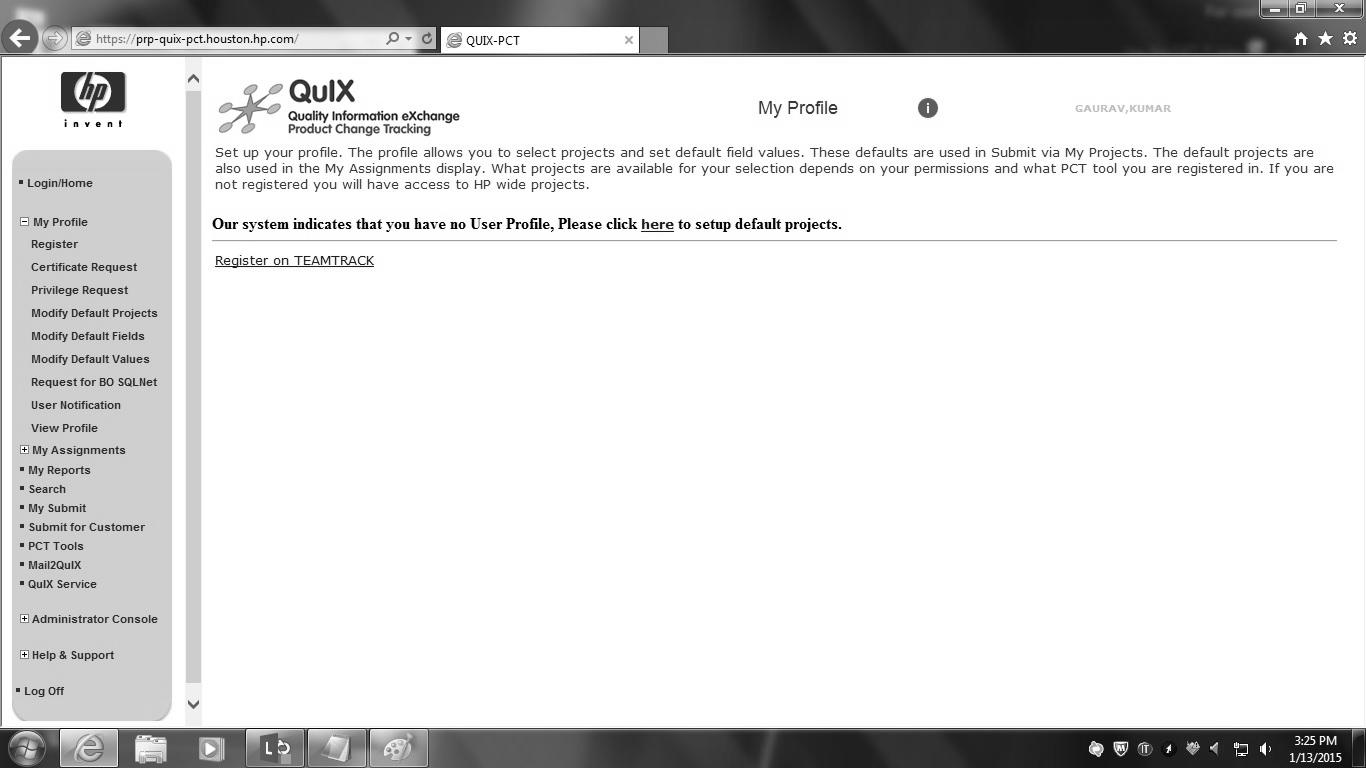 https://prp-quix-pct.houston.hp.com/
QUIX-PCT
hp
invent
Login/Home
My Profile
Register
Certificate Request
Privilege Request
Modify Default Projects
Modify Default Fields
Modify Default Values
Request for BO SQLNet
User Notification
View Profile
My Assignments
My Reports
Search
My Submit
Submit for Customer
PCT Tools
Mail2QuIX
QuIX Service
Administrator Console
Help & Support
Log Off
QuIX
Quality Information eXchange
Product Change Tracking
My Profile
i
GAURAV,KUMAR
Set up your profile. The profile allows you to select projects and set default field values. These defaults are used in Submit via My Projects. The default projects are
also used in the My Assignments display. What projects are available for your selection depends on your permissions and what PCT tool you are registered in. If you are
not registered you will have access to HP wide projects.
Our system indicates that you have no User Profile, Please click here to setup default projects.
Register on TEAMTRACK
3:25 PM
1/13/2015